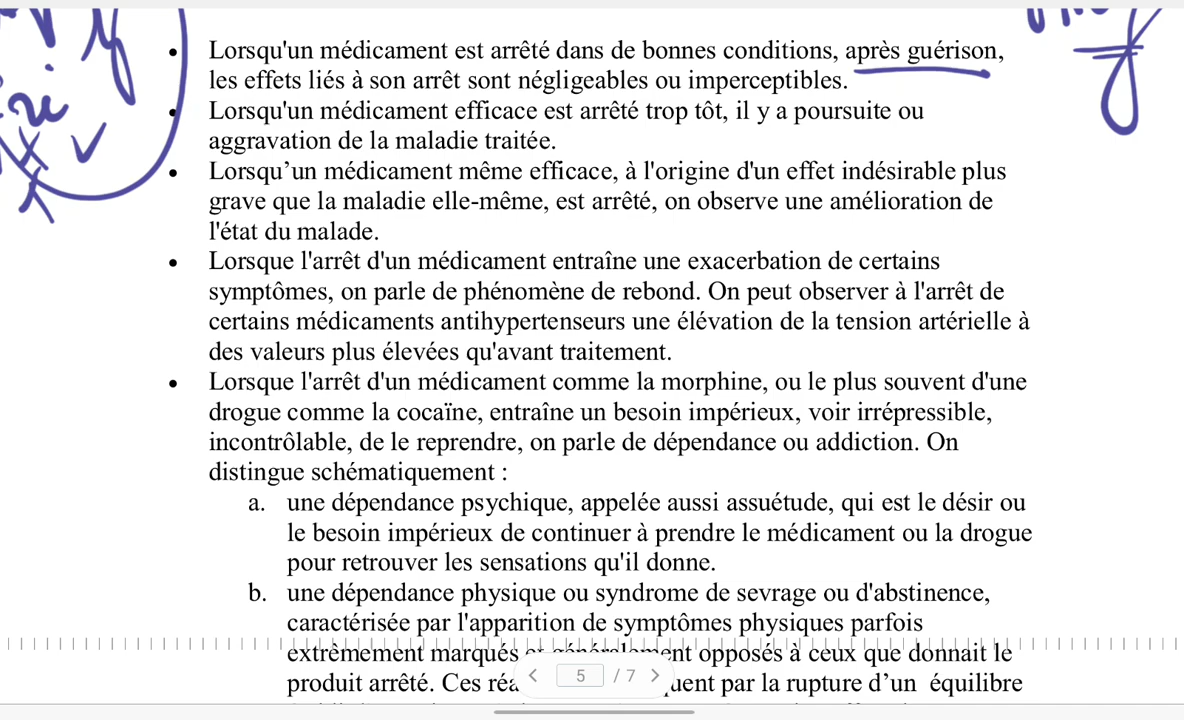 Lorsqu'un médicament est arrêté dans de bonnes conditions, après guérison,
les effets liés à son arrêt sont négligeables ou imperceptibles.
Lorsqu'un médicament efficace est arrêté trop tôt, il y a poursuite ou
aggravation de la maladie traitée.
Lorsqu’un médicament même efficace, à l'origine d'un effet indésirable plus
grave que la maladie elle-même, est arrêté, on observe une amélioration de
l'état du malade.
Lorsque l'arrêt d'un médicament entraîne une exacerbation de certains
symptômes, on parle de phénomène de rebond. On peut observer à l'arrêt de
certains médicaments antihypertenseurs une élévation de la tension artérielle à
des valeurs plus élevées qu'avant traitement.
Lorsque l'arrêt d'un médicament comme la morphine, ou le plus souvent d'une
drogue comme la cocaïne, entraîne un besoin impérieux, voir irrépressible,
incontrôlable, de le reprendre, on parle de dépendance ou addiction. On
distingue schématiquement :
a. une dépendance psychique, appelée aussi assuétude, qui est le désir ou
le besoin impérieux de continuer à prendre le médicament ou la drogue
pour retrouver les sensations qu'il donne.
b. une dépendance physique ou syndrome de sevrage ou d'abstinence,
caractérisée par l'apparition de symptômes physiques parfois
extrêmement marqués et généralement opposés à ceux que donnait le
produit arrêté. Ces par la rupture d’un équilibre
5 / 7